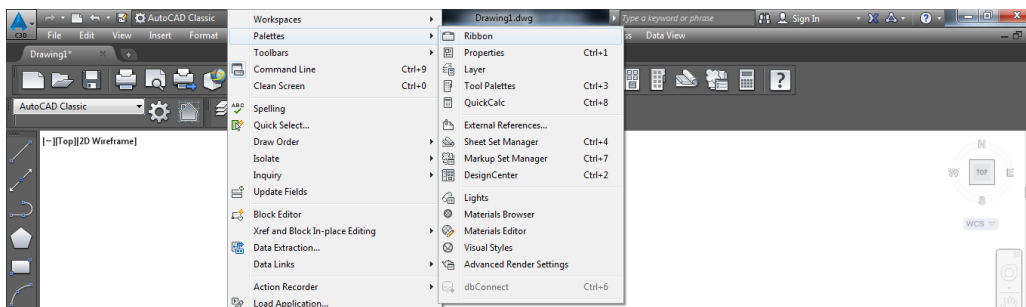 AutoCAD Classic
Drawing1.dwg
Type a keyword or phrase
Sign In
C3D
File Edit View Insert Format
ss Data View
Drawing1*
AutoCAD Classic
[−][Top][2D Wireframe]
Workspaces
Palettes
Toolbars
Command Line Ctrl+9
Clean Screen Ctrl+0
ABC Spelling
Quick Select...
Draw Order
Isolate
Inquiry
Update Fields
Block Editor
Xref and Block In-place Editing
Data Extraction...
Data Links
Action Recorder
Load Application...
Ribbon
Properties Ctrl+1
Layer
Tool Palettes Ctrl+3
QuickCalc Ctrl+8
External References...
Sheet Set Manager Ctrl+4
Markup Set Manager Ctrl+7
DesignCenter Ctrl+2
Lights
Materials Browser
Materials Editor
Visual Styles
Advanced Render Settings
dbConnect Ctrl+6
N
W TOP E
S
WCS